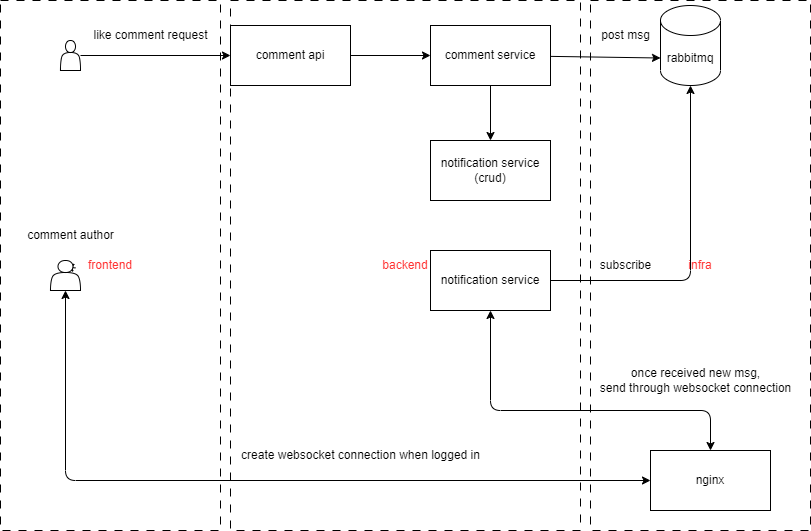 like comment request
comment api
comment service
post msg
rabbitmq
notification service
(crud)
comment author
frontend
backend
notification service
subscribe
infra
once received new msg,
send through websocket connection
create websocket connection when logged in
nginx